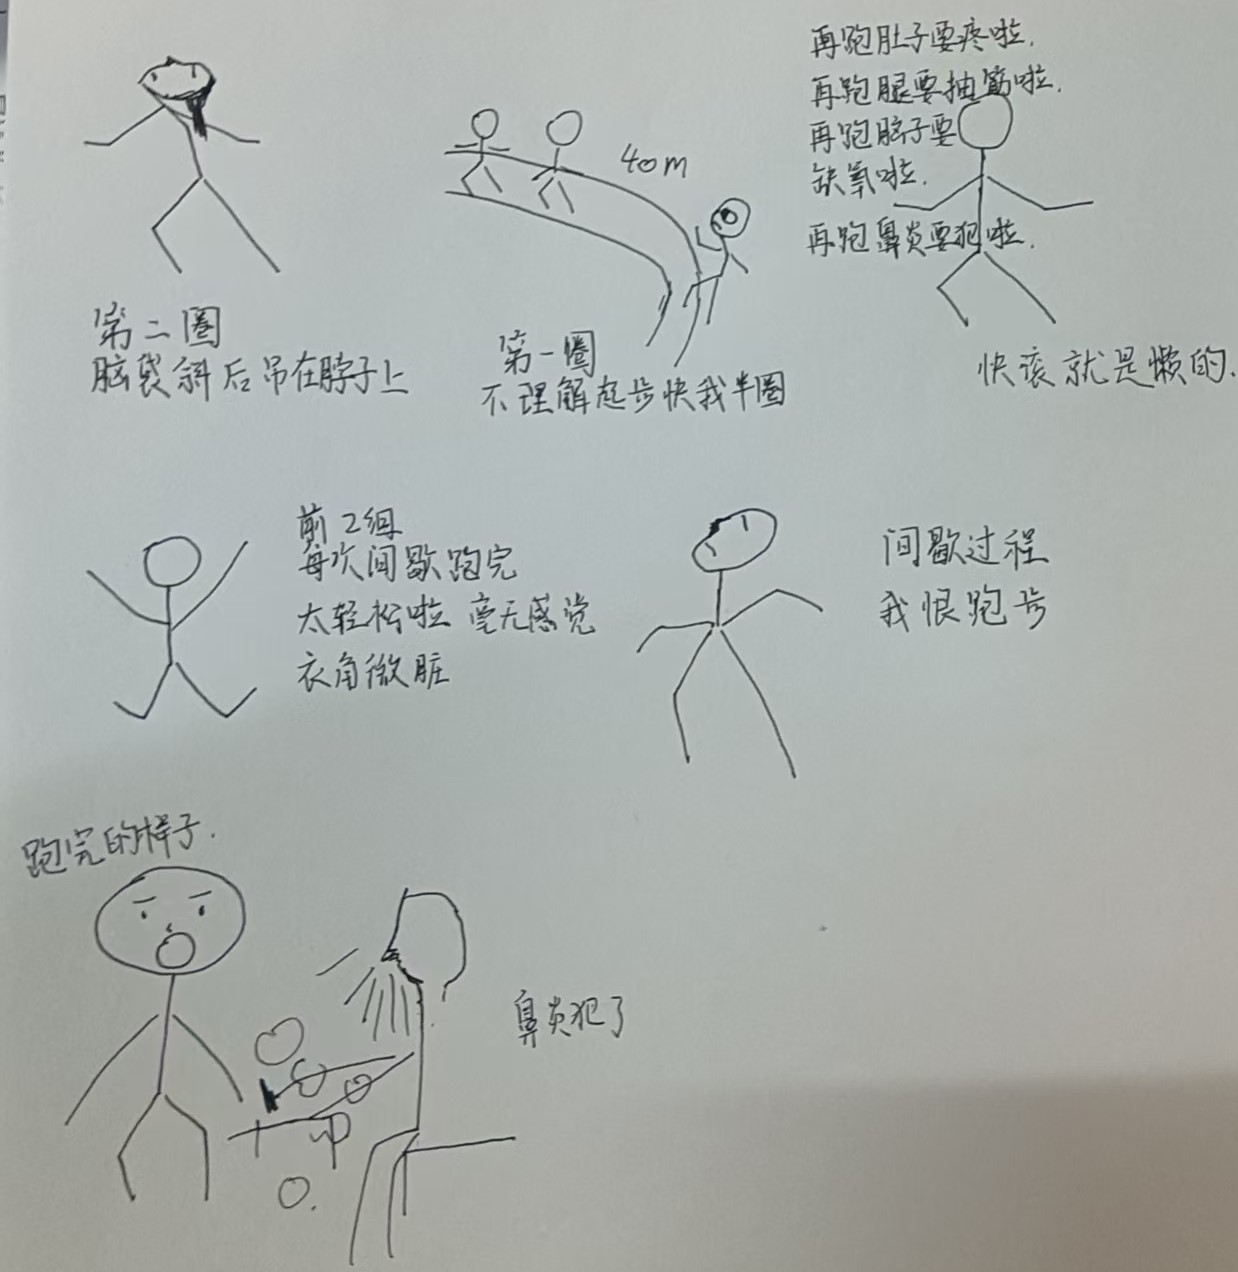 再跑肚子要疼啦.
再跑腿要抽筋啦.
再跑脑子要
缺氧啦.
再跑鼻炎要犯啦.
快滚就是懒的.
40m
第一圈
不理解起步快我半圈
第二圈
脑袋斜后吊在脖子上
前2组
每次间歇跑完
太轻松啦 毫无感觉
衣角微脏
间歇过程
我恨跑步
跑完的样子.
鼻炎犯了